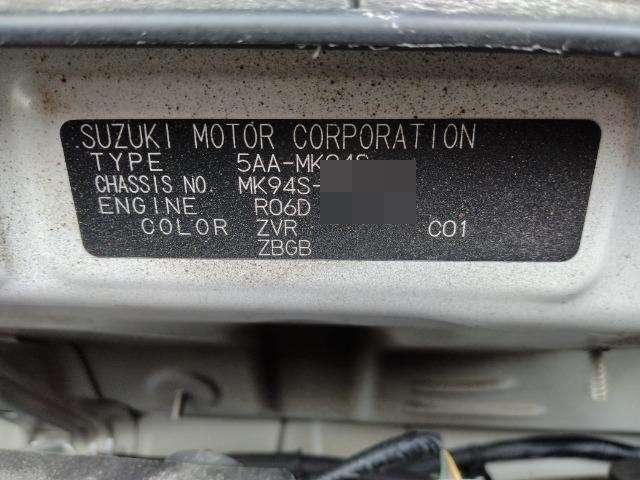 SUZUKI MOTOR CORPORATION
TYPE 5AA-MK94S
CHASSIS NO. MK94S-
ENGINE R06D
COLOR ZVR C01
ZBGB